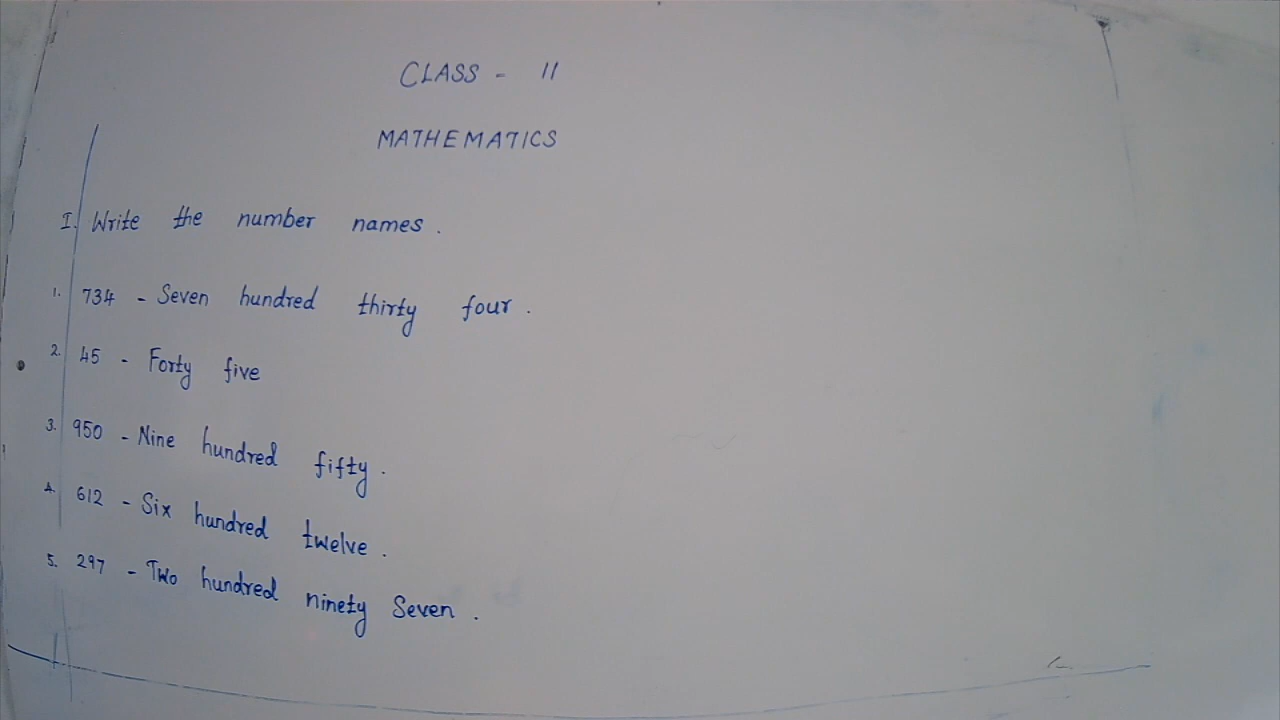 CLASS - II
MATHEMATICS
I. Write the number names.
1. 734 - Seven hundred thirty four.
2. 45 - Forty five
3. 950 - Nine hundred fifty.
4. 612 - Six hundred twelve.
5. 297 - Two hundred ninety Seven.